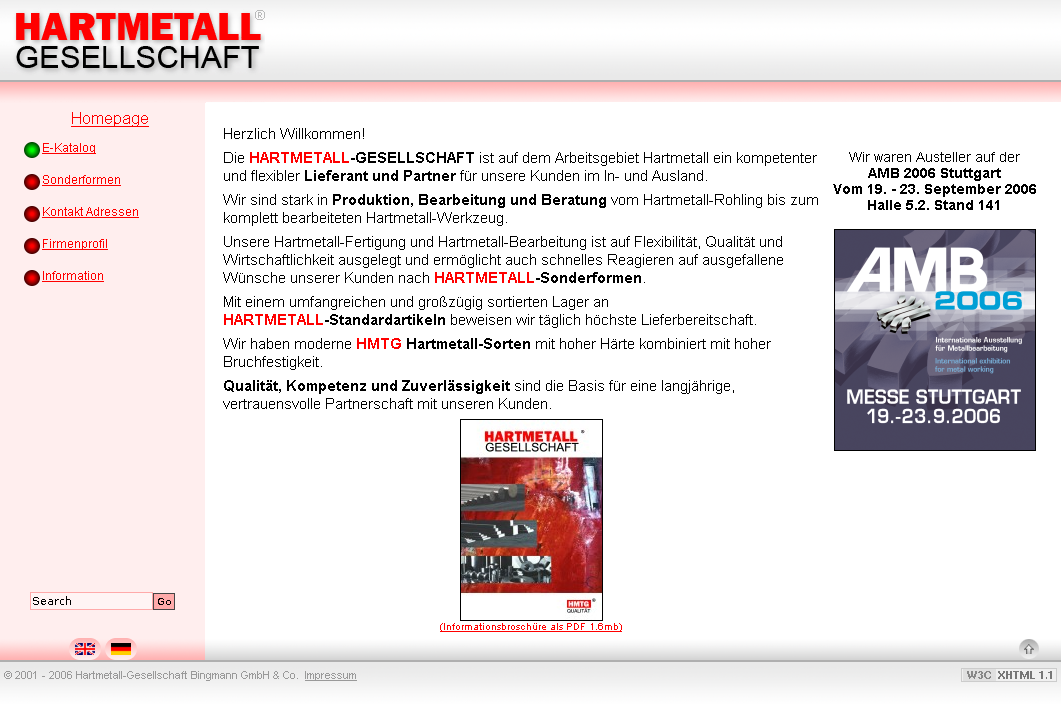 HARTMETALL®
GESELLSCHAFT
Homepage
E-Katalog
Sonderformen
Kontakt Adressen
Firmenprofil
Information
Search
Go
Herzlich Willkommen!
Die HARTMETALL-GESELLSCHAFT ist auf dem Arbeitsgebiet Hartmetall ein kompetenter
und flexibler Lieferant und Partner für unsere Kunden im In- und Ausland.
Wir sind stark in Produktion, Bearbeitung und Beratung vom Hartmetall-Rohling bis zum
komplett bearbeiteten Hartmetall-Werkzeug.
Unsere Hartmetall-Fertigung und Hartmetall-Bearbeitung ist auf Flexibilität, Qualität und
Wirtschaftlichkeit ausgelegt und ermöglicht auch schnelles Reagieren auf ausgefallene
Wünsche unserer Kunden nach HARTMETALL-Sonderformen.
Mit einem umfangreichen und großzügig sortierten Lager an
HARTMETALL-Standardartikeln beweisen wir täglich höchste Lieferbereitschaft.
Wir haben moderne HMTG Hartmetall-Sorten mit hoher Härte kombiniert mit hoher
Bruchfestigkeit.
Qualität, Kompetenz und Zuverlässigkeit sind die Basis für eine langjährige,
vertrauensvolle Partnerschaft mit unseren Kunden.
HARTMETALL®
GESELLSCHAFT
HMTG®
QUALITÄT
(Informationsbroschüre als PDF 1.6mb)
Wir waren Austeller auf der
AMB 2006 Stuttgart
Vom 19. - 23. September 2006
Halle 5.2. Stand 141
AMB
2006
Internationale Ausstellung
für Metallbearbeitung
International exhibition
for metal working
MESSE STUTTGART
19.-23.9.2006
© 2001 - 2006 Hartmetall-Gesellschaft Bingmann GmbH & Co. Impressum
W3C XHTML 1.1